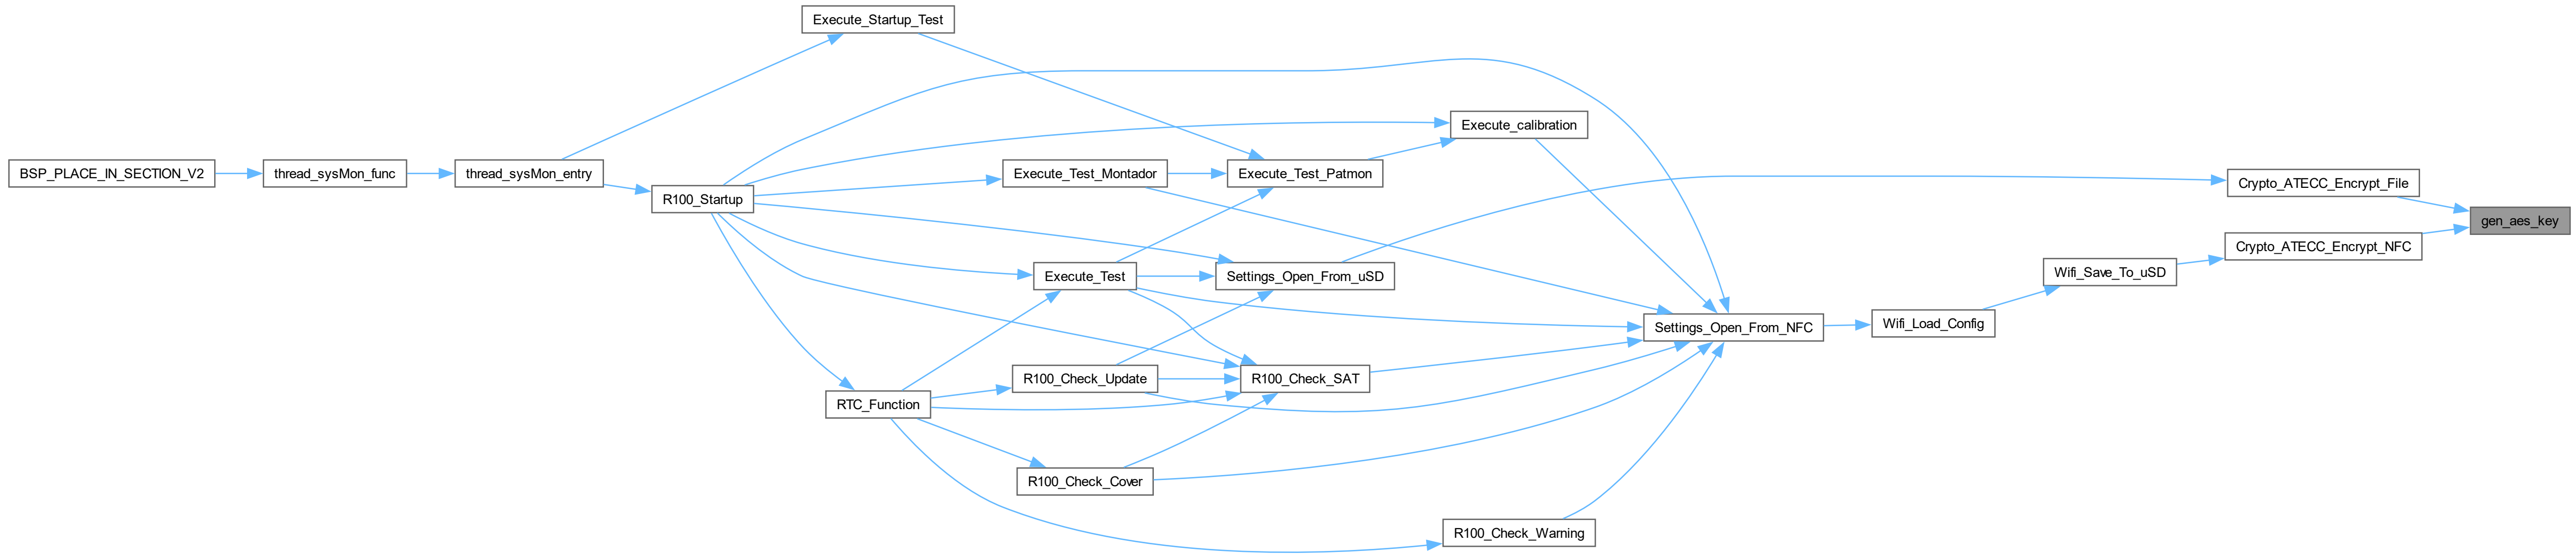 Execute_Startup_Test
Execute_calibration
BSP_PLACE_IN_SECTION_V2
thread_sysMon_func
thread_sysMon_entry
Execute_Test_Montador
Execute_Test_Patmon
Crypto_ATECC_Encrypt_File
R100_Startup
gen_aes_key
Crypto_ATECC_Encrypt_NFC
Execute_Test
Settings_Open_From_uSD
Wifi_Save_To_uSD
Settings_Open_From_NFC
Wifi_Load_Config
R100_Check_Update
R100_Check_SAT
RTC_Function
R100_Check_Cover
R100_Check_Warning